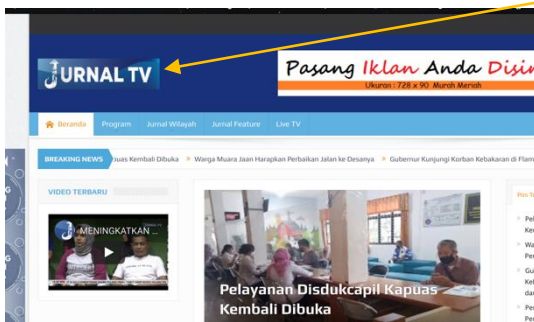 JURNAL TV
Pasang Iklan Anda
Ukuran : 728 x 90 Murah Meriah
Beranda Program Jurnal Wilayah Jurnal Feature Live TV
BREAKING NEWS Kembali Dibuka Warga Muara Jaan Harapkan Perbaikan Jalan ke Desanya Gubernur Kunjungi Korban Kebakaran di
VIDEO TERBARU
MENINGKATKAN ...
Pelayanan Disdukcapil Kapuas
Kembali Dibuka